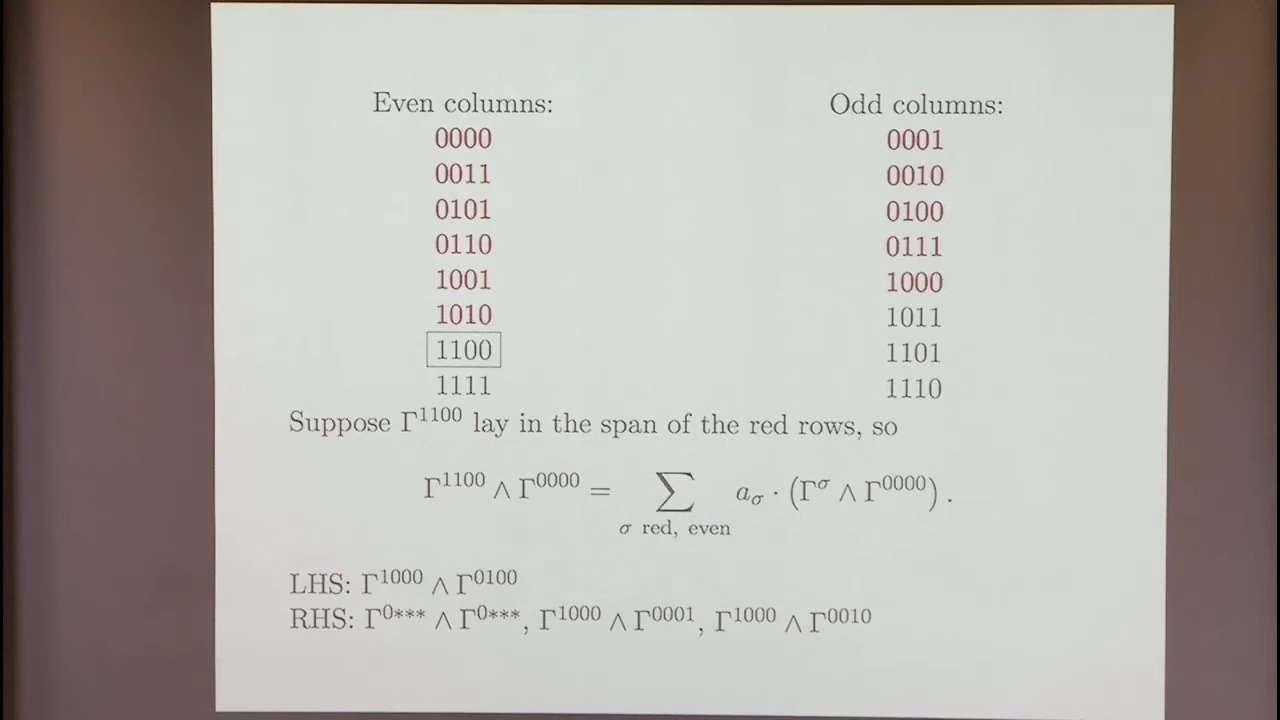 Even columns:
0000
0011
0101
0110
1001
1010
1100
1111
Odd columns:
0001
0010
0100
0111
1000
1011
1101
1110
Suppose Γ^1100 lay in the span of the red rows, so
Γ^1100 ∧ Γ^0000 = ∑ a_σ · (Γ^σ ∧ Γ^0000) .
σ red, even
LHS: Γ^1000 ∧ Γ^0100
RHS: Γ^0*** ∧ Γ^0***, Γ^1000 ∧ Γ^0001, Γ^1000 ∧ Γ^0010